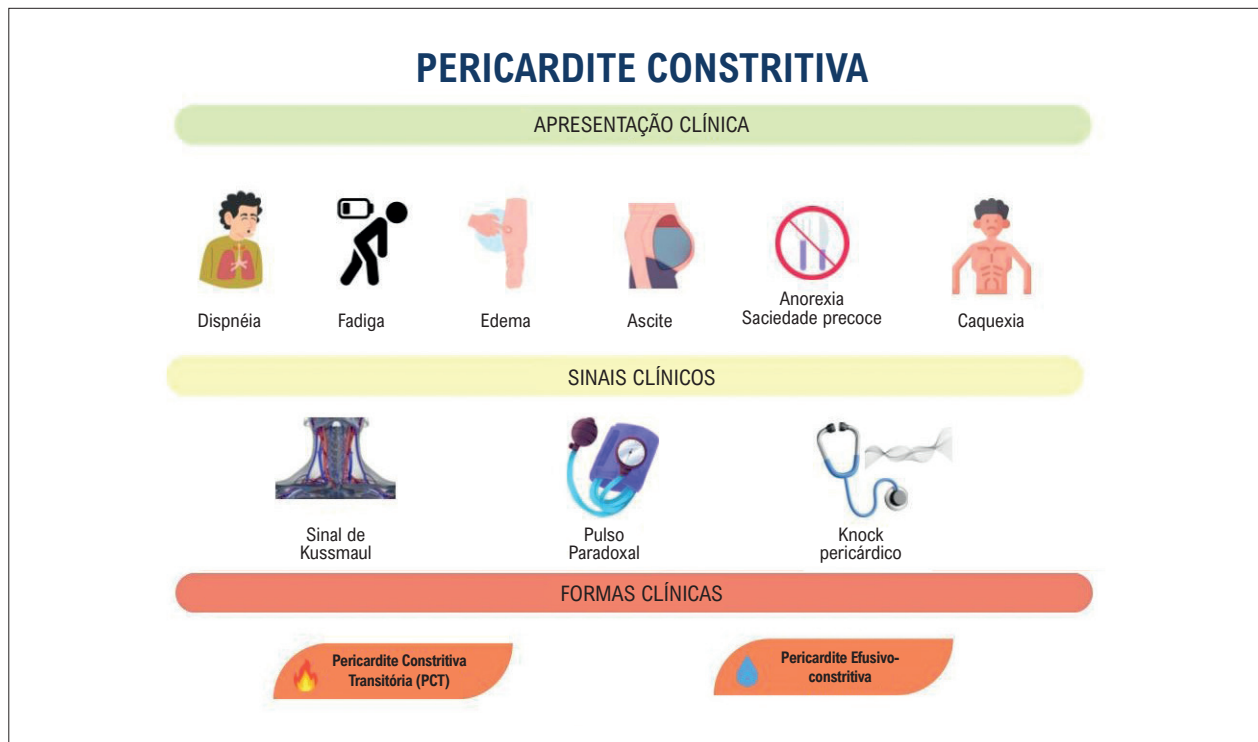 PERICARDITE CONSTRITIVA
APRESENTAÇÃO CLÍNICA
Dispnéia
Fadiga
Edema
Ascite
Anorexia
Saciedade precoce
Caquexia
SINAIS CLÍNICOS
Sinal de
Kussmaul
Pulso
Paradoxal
Knock
pericárdico
FORMAS CLÍNICAS
Pericardite Constritiva
Transitória (PCT)
Pericardite Efusivo-
constritiva